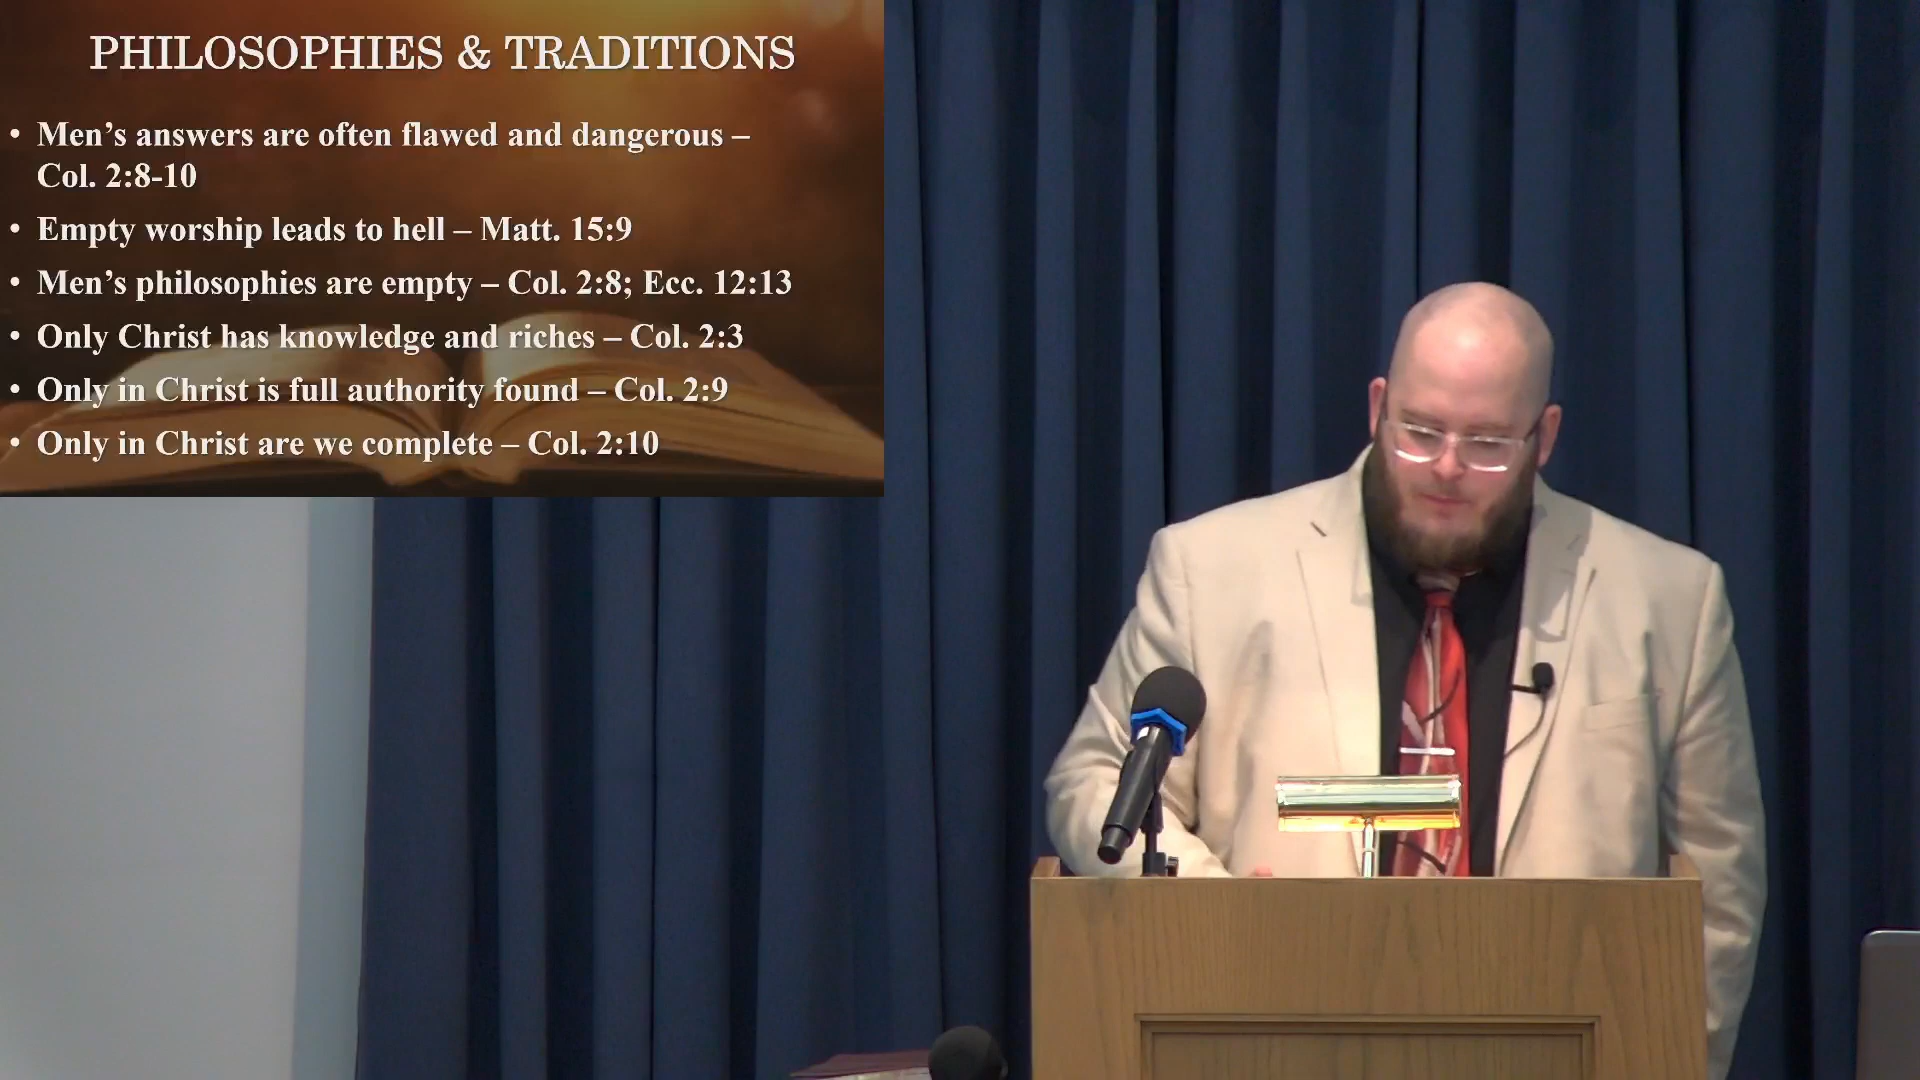 PHILOSOPHIES & TRADITIONS
• Men’s answers are often flawed and dangerous –
Col. 2:8-10
• Empty worship leads to hell – Matt. 15:9
• Men’s philosophies are empty – Col. 2:8; Ecc. 12:13
• Only Christ has knowledge and riches – Col. 2:3
• Only in Christ is full authority found – Col. 2:9
• Only in Christ are we complete – Col. 2:10